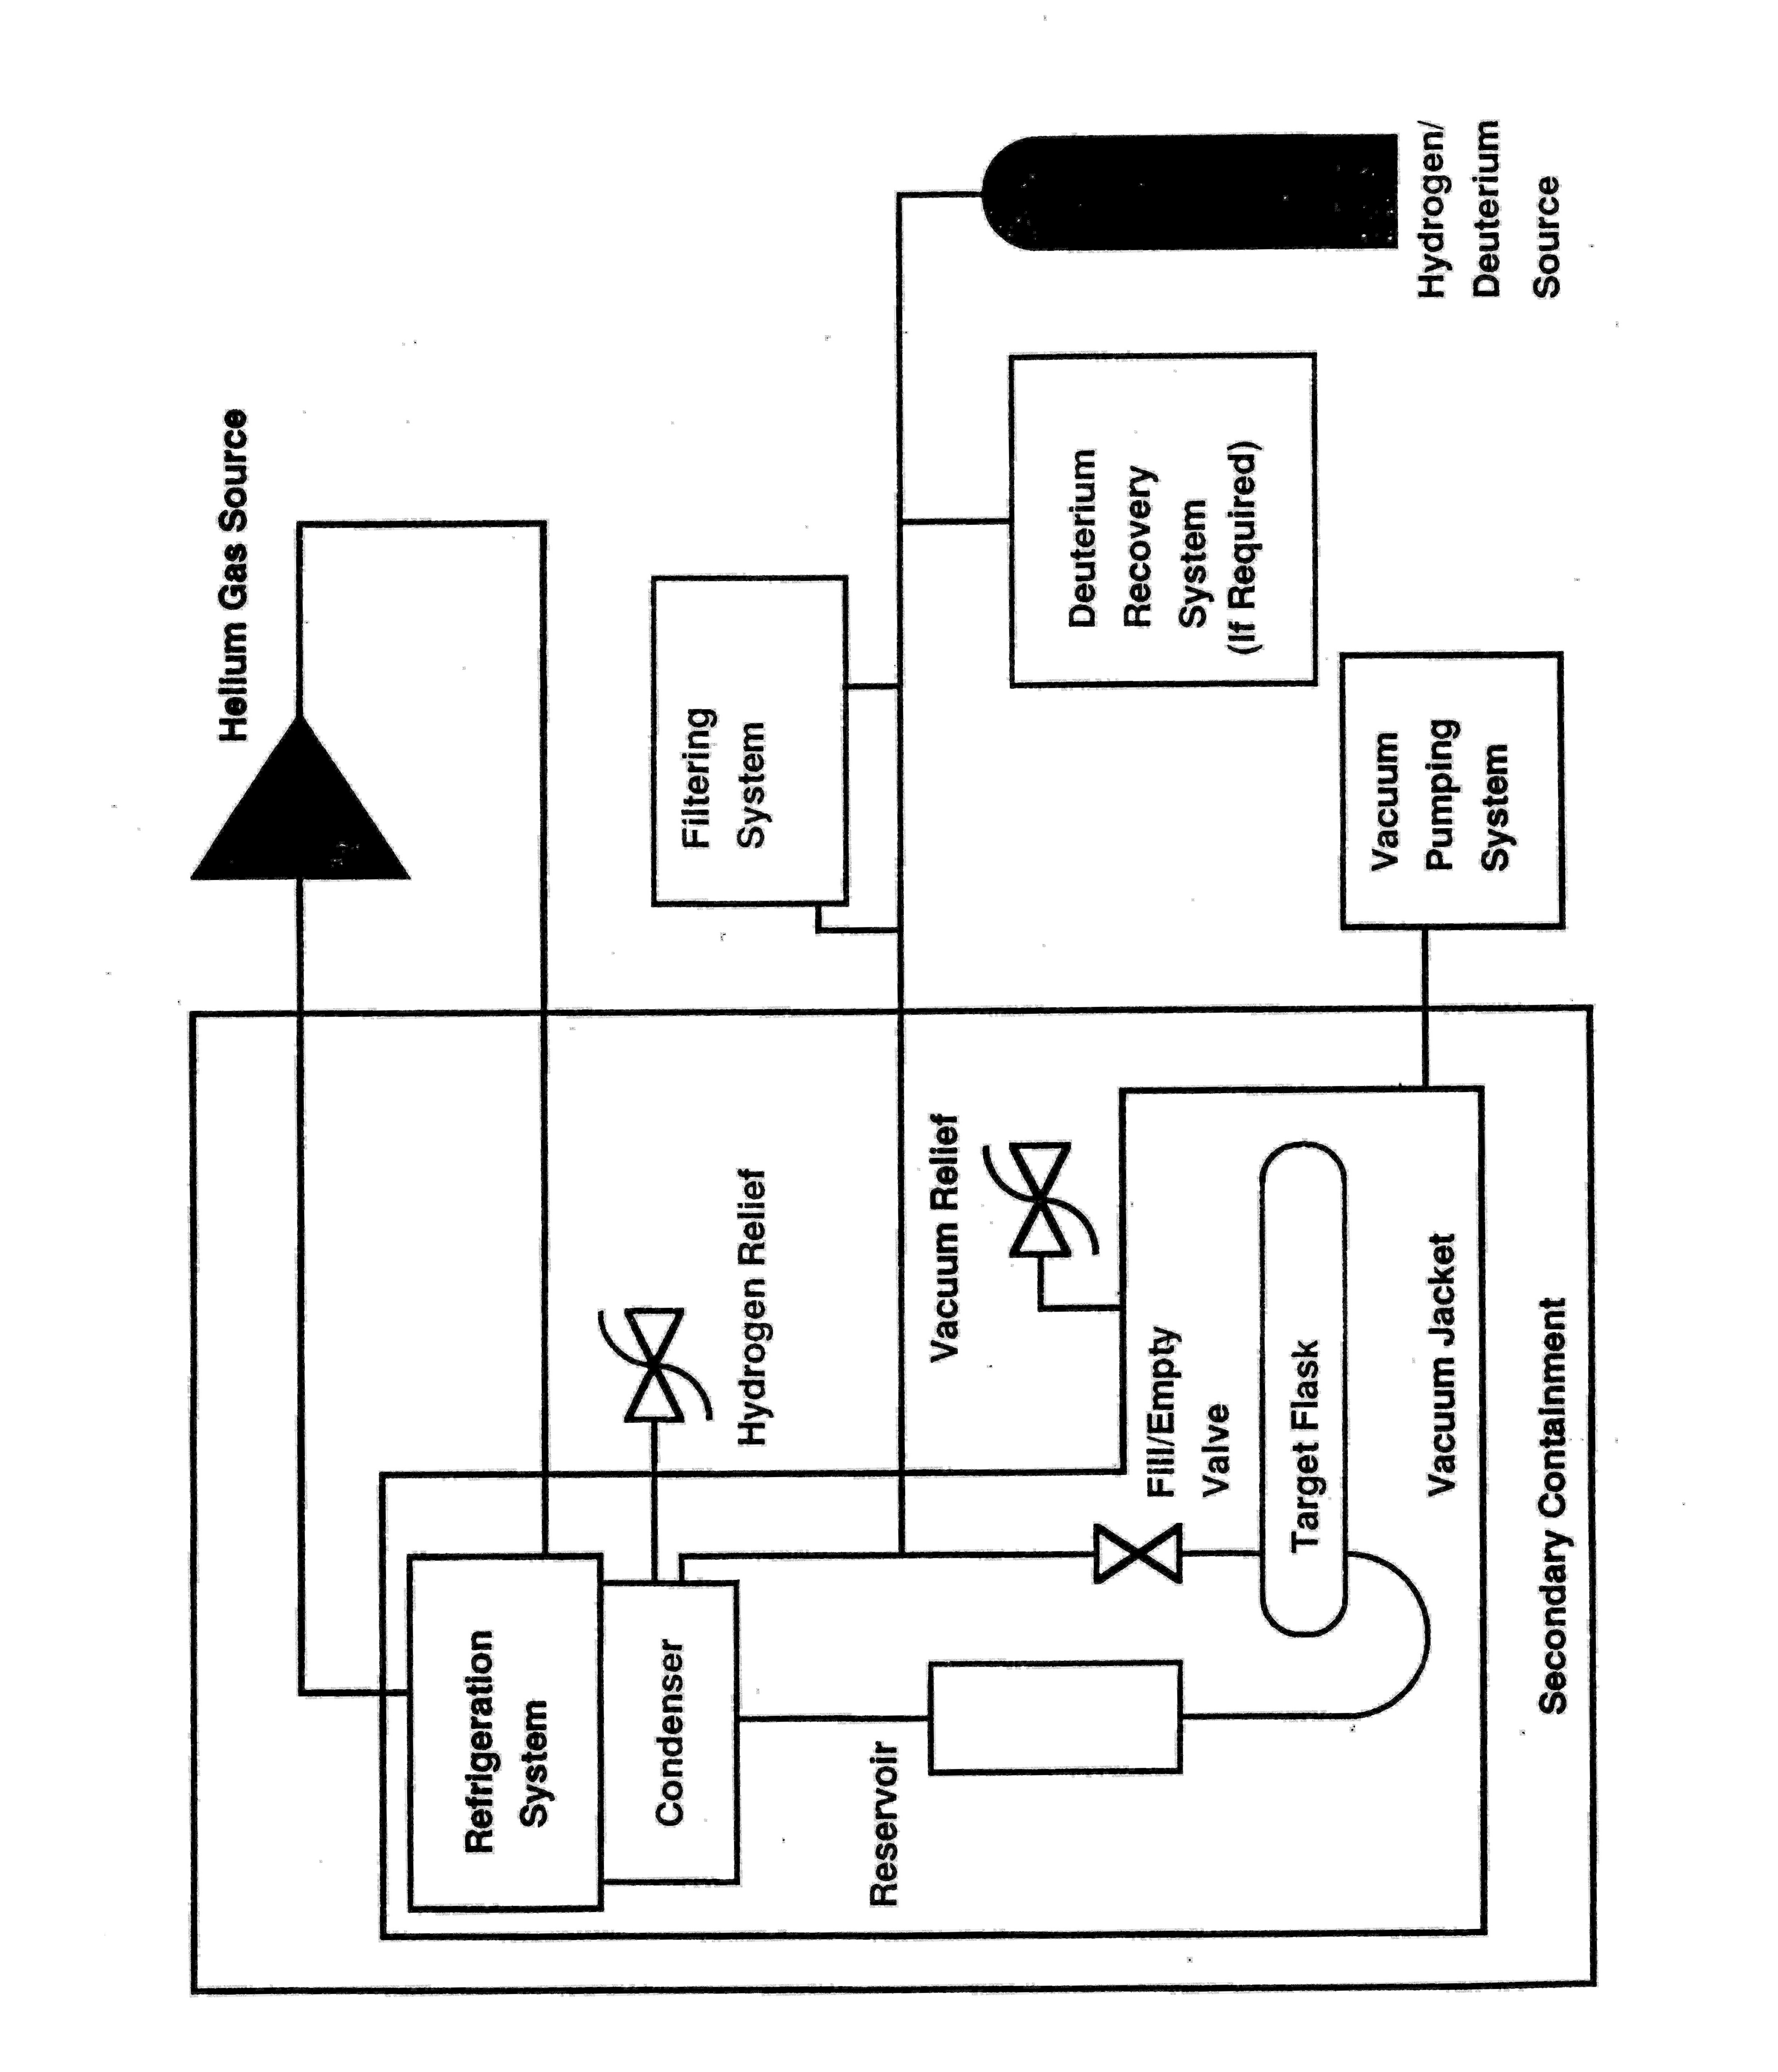 Helium Gas Source
Refrigeration
System
Condenser
Hydrogen Relief
Filtering
System
Reservoir
Vacuum Relief
Fill/Empty
Valve
Target Flask
Vacuum Jacket
Secondary Containment
Deuterium
Recovery
System
(If Required)
Vacuum
Pumping
System
Hydrogen/
Deuterium
Source